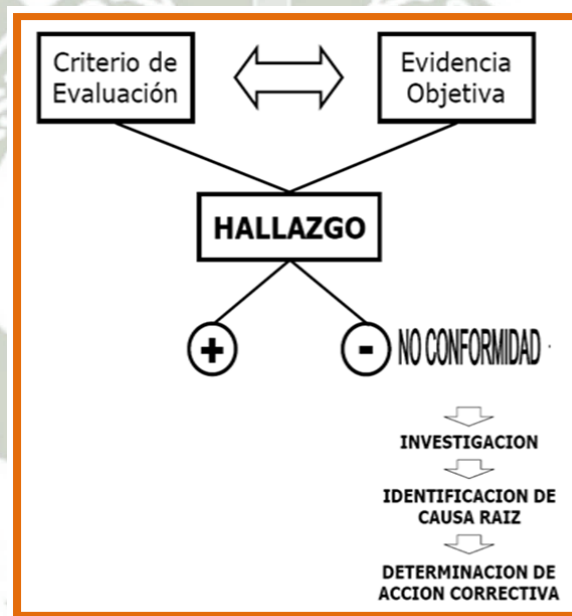 Criterio de
Evaluación
Evidencia
Objetiva
HALLAZGO
+
-
NO CONFORMIDAD
INVESTIGACION
IDENTIFICACION DE
CAUSA RAIZ
DETERMINACION DE
ACCION CORRECTIVA